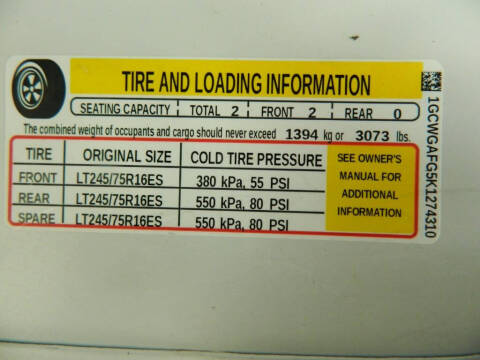 TIRE AND LOADING INFORMATION
SEATING CAPACITY TOTAL 2 FRONT 2 REAR 0
The combined weight of occupants and cargo should never exceed 1394 kg or 3073 lbs.
TIRE ORIGINAL SIZE COLD TIRE PRESSURE
FRONT LT245/75R16ES 380 kPa, 55 PSI
REAR LT245/75R16ES 550 kPa, 80 PSI
SPARE LT245/75R16ES 550 kPa, 80 PSI
SEE OWNER'S
MANUAL FOR
ADDITIONAL
INFORMATION
1GCWGAFG5K1274310